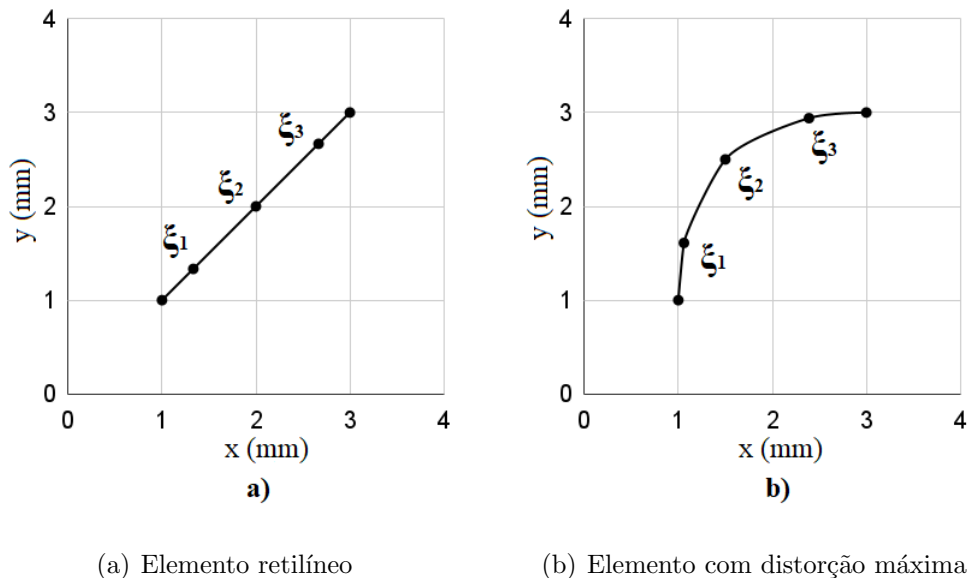 4
3
2
1
0
0 1 2 3 4
y (mm)
x (mm)
ξ1
ξ2
ξ3
a)
4
3
2
1
0
0 1 2 3 4
y (mm)
x (mm)
ξ1
ξ2
ξ3
b)
(a) Elemento retilíneo
(b) Elemento com distorção máxima